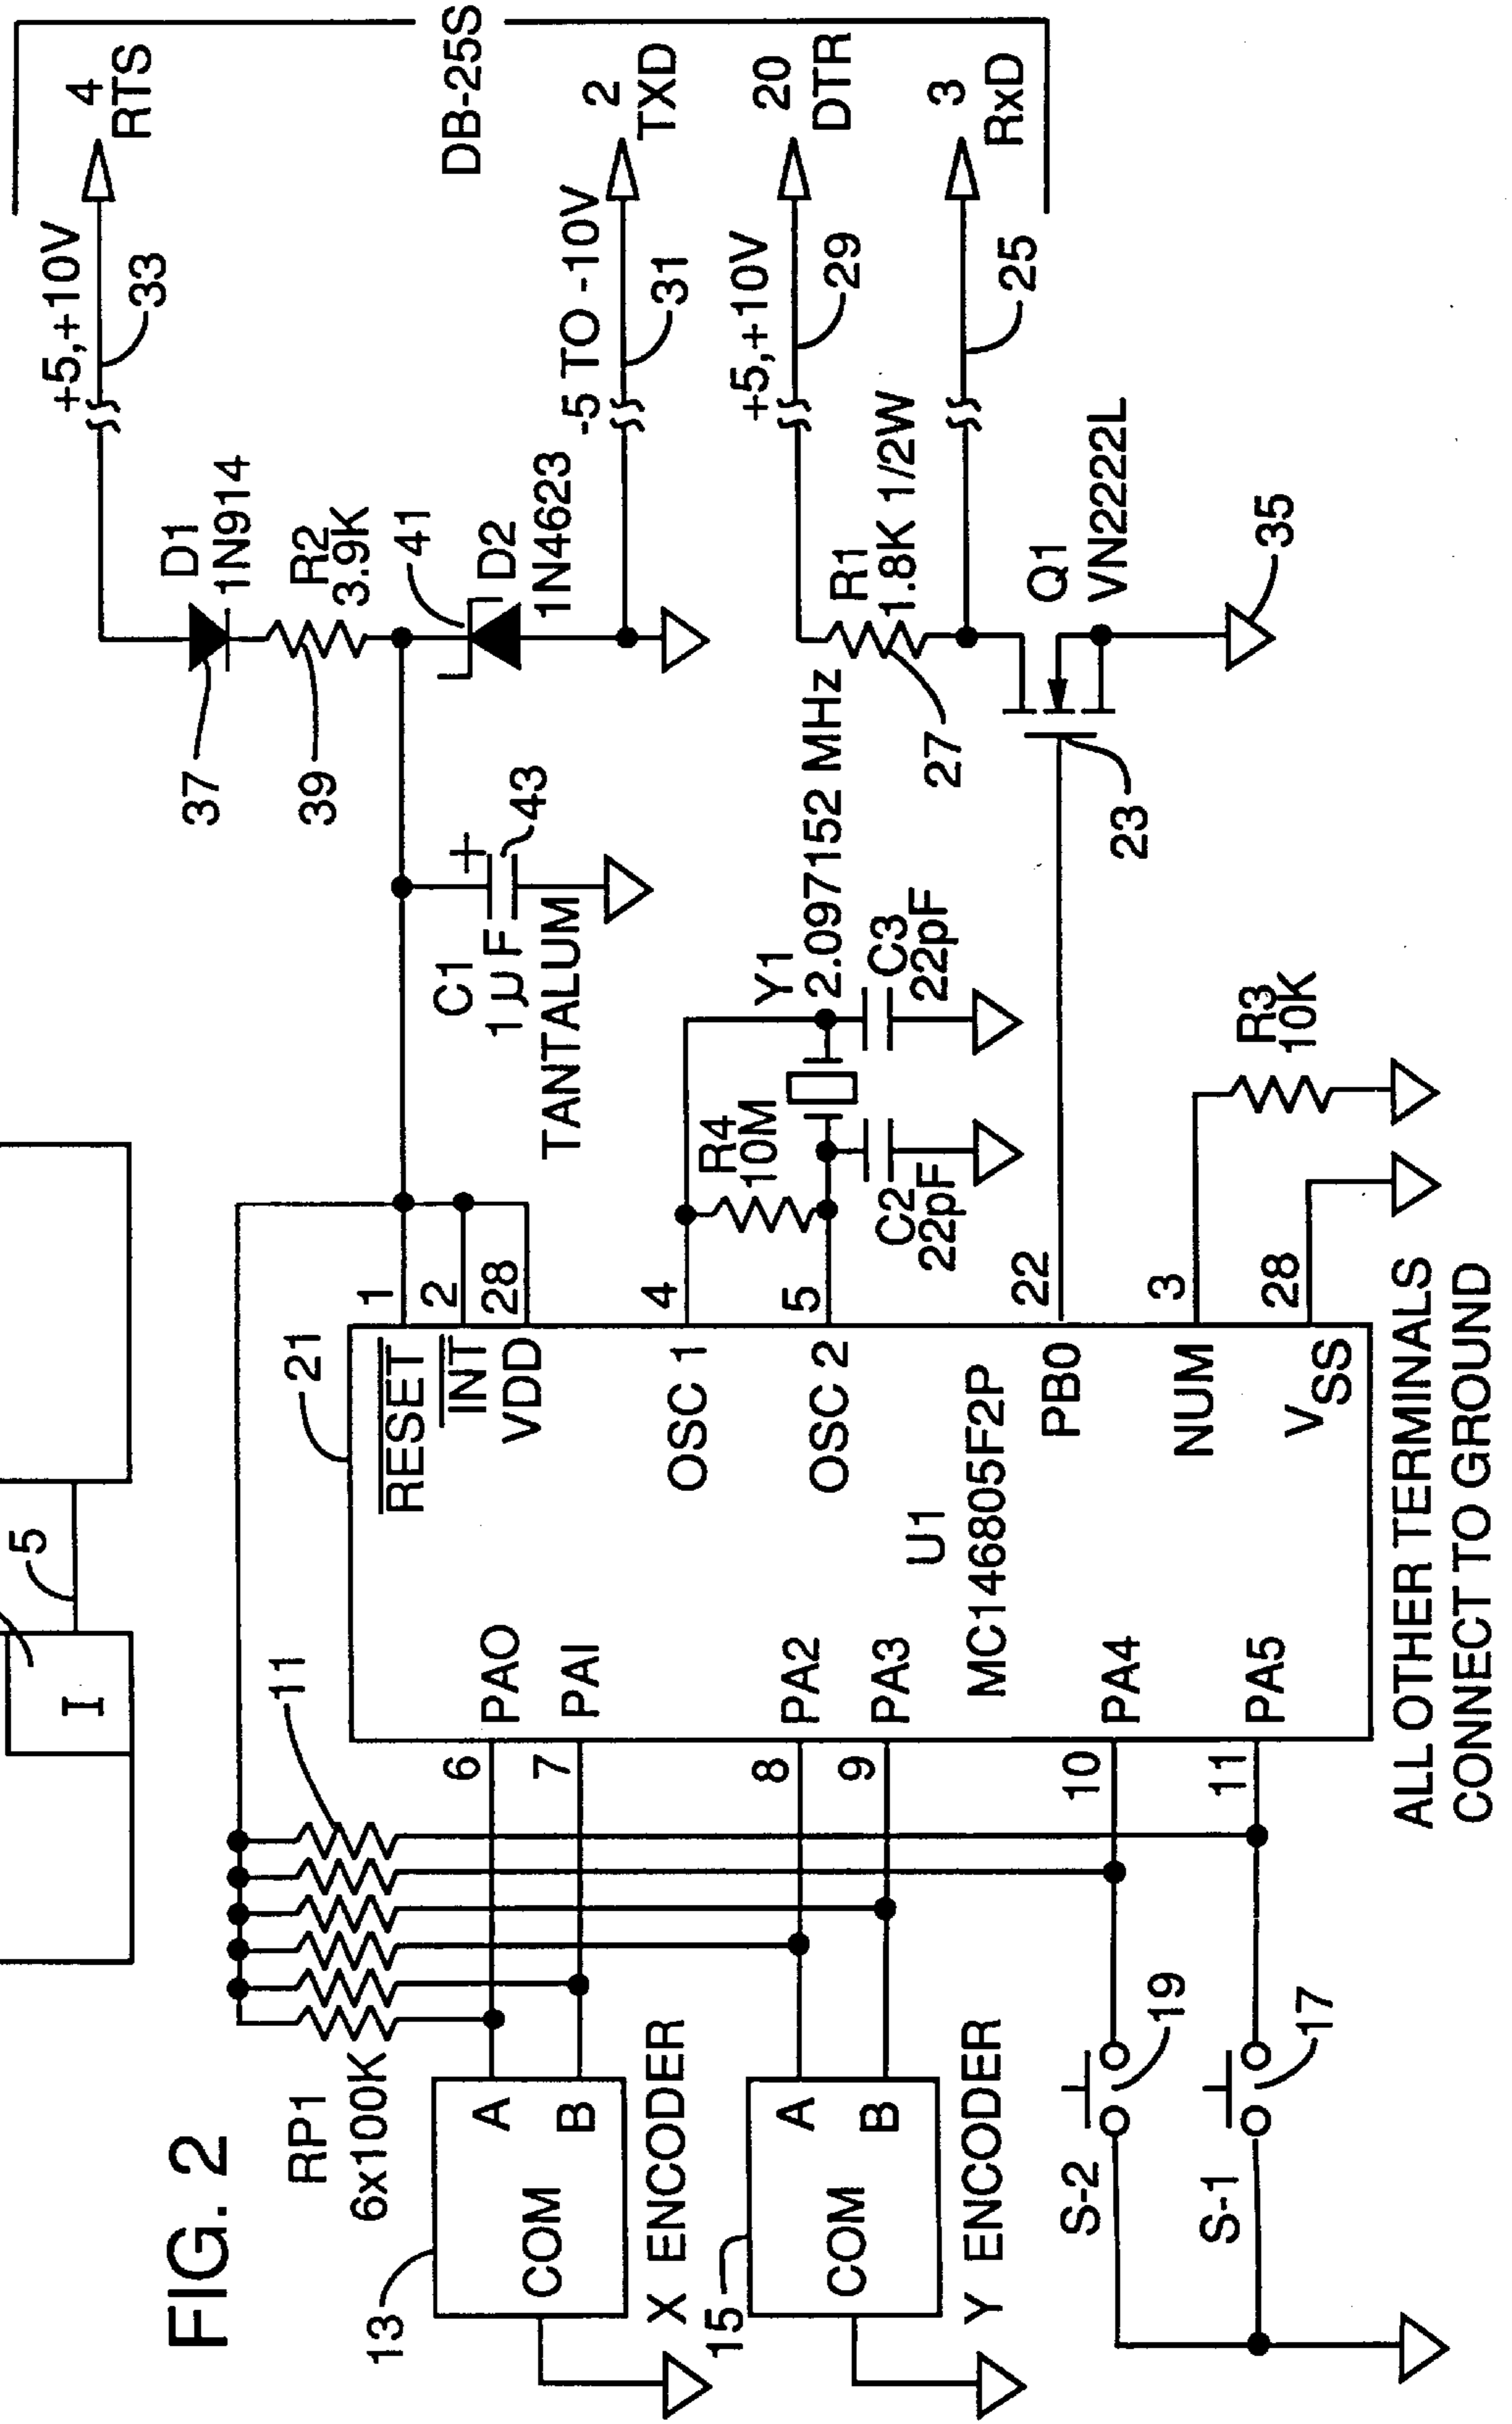 5
I
FIG. 2
RP1
6x100K
11
21
13
A
B
COM
X ENCODER
15
A
B
COM
Y ENCODER
S-2
19
S-1
17
6
7
8
9
10
11
PAO
PAI
PA2
PA3
PA4
PA5
U1
MC146805F2P
RESET
INT
VDD
OSC 1
OSC 2
PB0
NUM
VSS
1
2
28
4
5
22
3
28
ALL OTHER TERMINALS
CONNECT TO GROUND
R4
10M
C2
22pF
Y1
2.097152 MHz
C3
22pF
R3
10K
C1
1µF
TANTALUM
+
43
37
39
D1
1N914
R2
3.9K
41
D2
1N4623
27
R1
1.8K 1/2W
23
Q1
VN2222L
35
+5,+10V
33
-5 TO -10V
31
+5,+10V
29
25
4
RTS
DB-25S
2
TXD
20
DTR
3
RxD